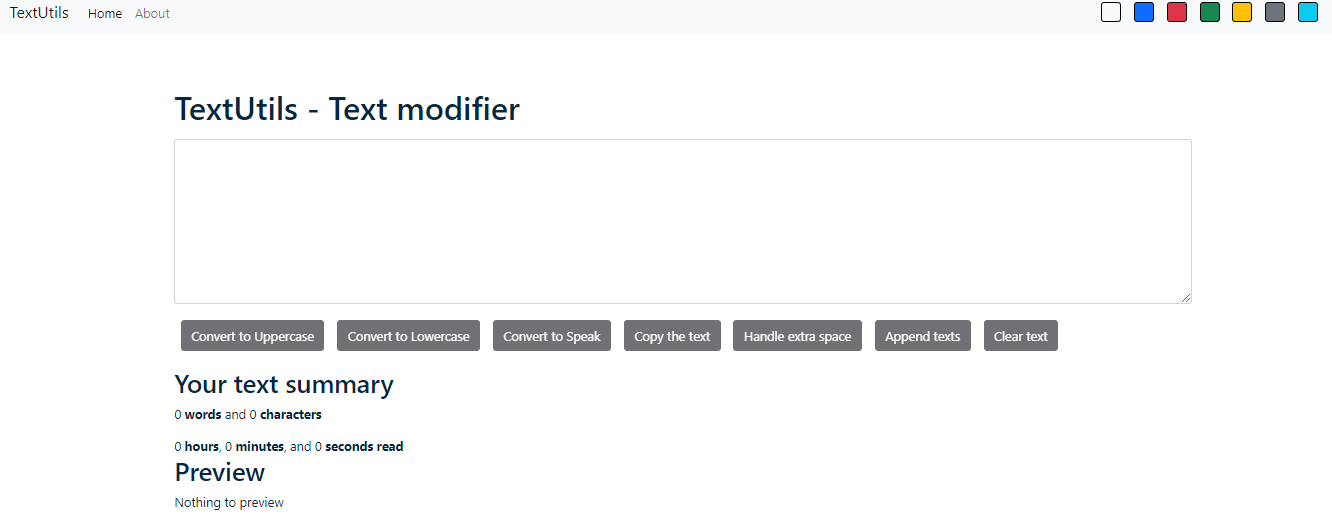 TextUtils Home About
TextUtils - Text modifier
Convert to Uppercase Convert to Lowercase Convert to Speak Copy the text Handle extra space Append texts Clear text
Your text summary
0 words and 0 characters
0 hours, 0 minutes, and 0 seconds read
Preview
Nothing to preview